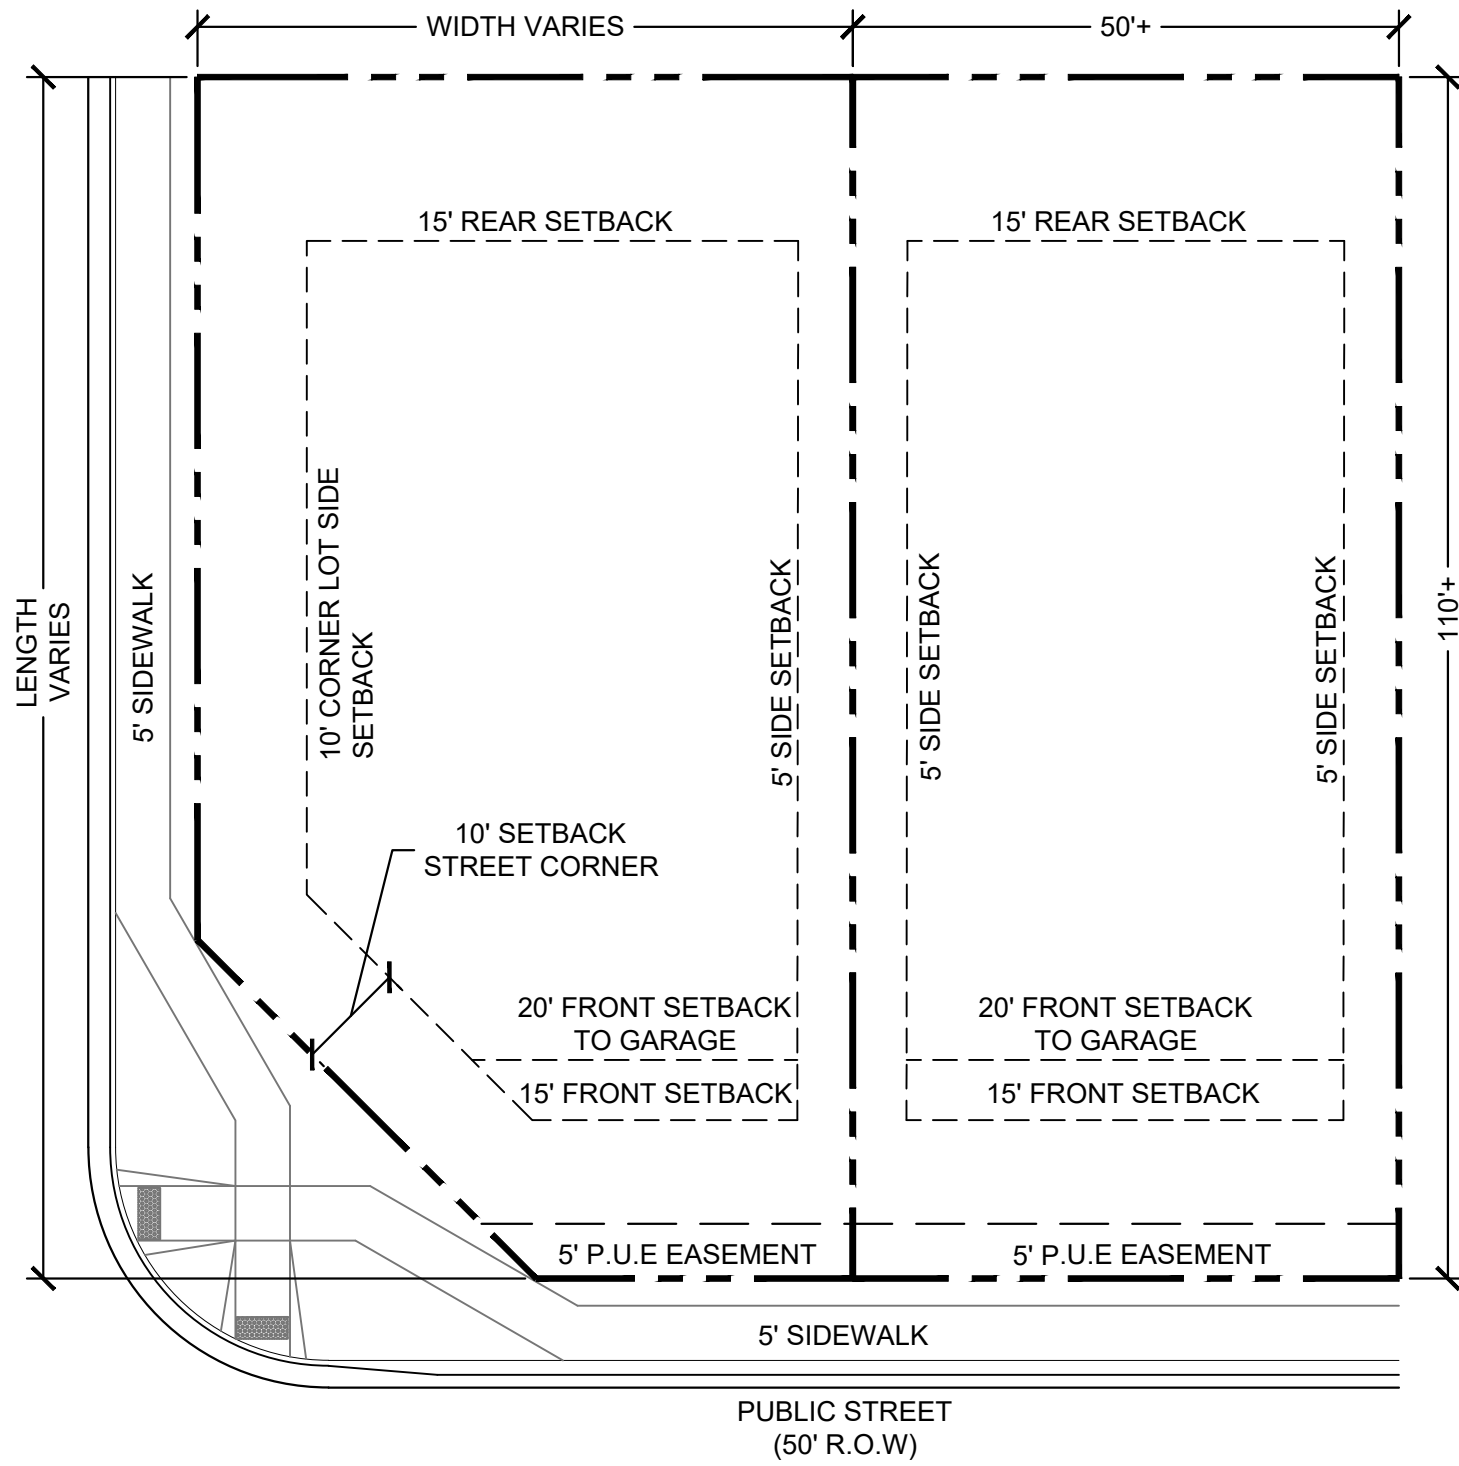 WIDTH VARIES
50'+
15' REAR SETBACK
15' REAR SETBACK
LENGTH
VARIES
5' SIDEWALK
10' CORNER LOT SIDE
SETBACK
5' SIDE SETBACK
5' SIDE SETBACK
5' SIDE SETBACK
110'+
10' SETBACK
STREET CORNER
20' FRONT SETBACK
TO GARAGE
20' FRONT SETBACK
TO GARAGE
15' FRONT SETBACK
15' FRONT SETBACK
5' P.U.E EASEMENT
5' P.U.E EASEMENT
5' SIDEWALK
PUBLIC STREET
(50' R.O.W)